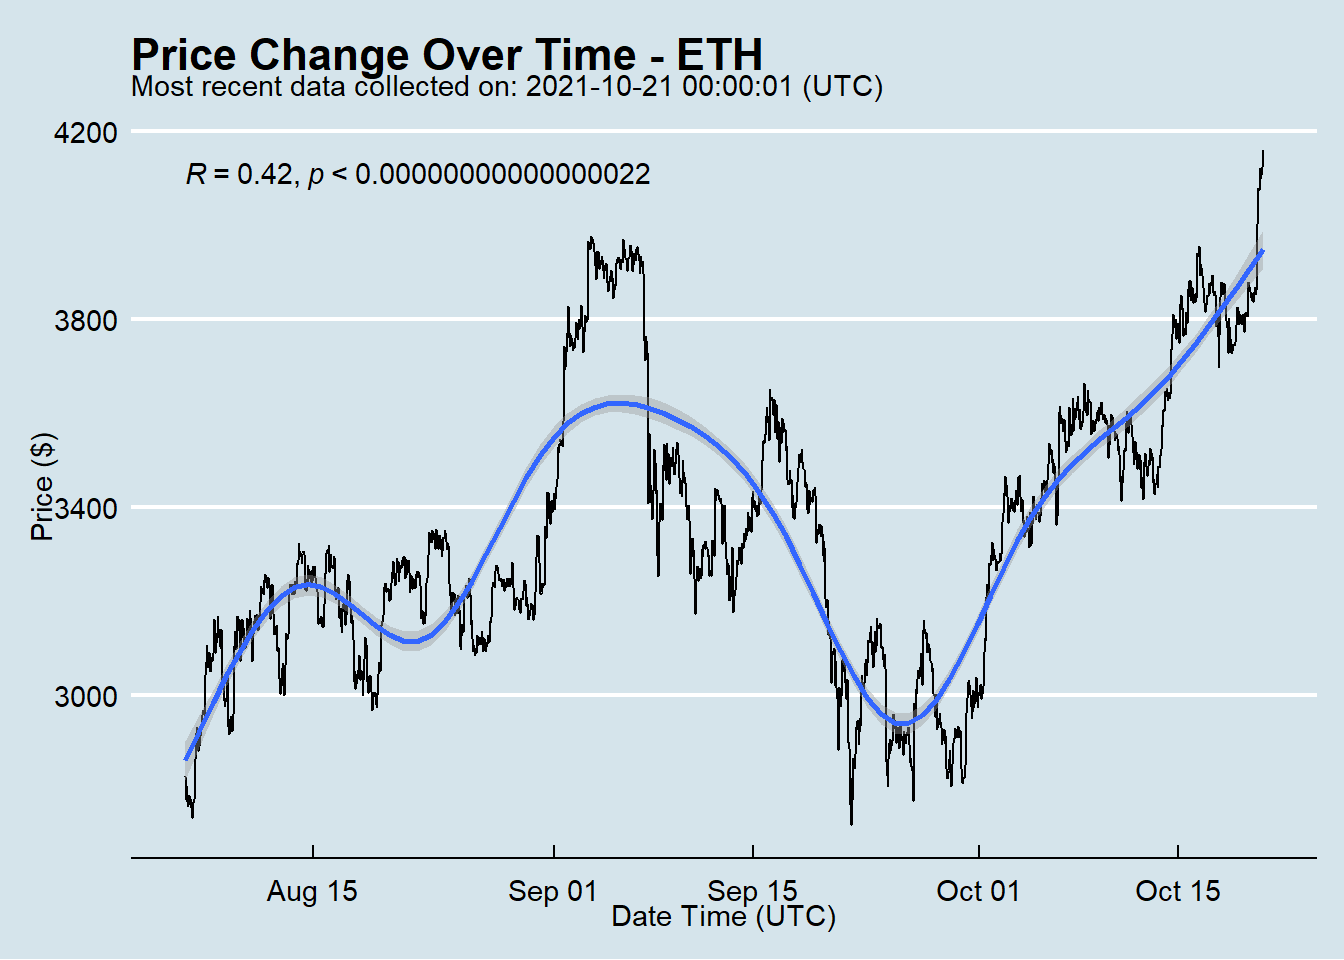 Price Change Over Time - ETH
Most recent data collected on: 2021-10-21 00:00:01 (UTC)
R = 0.42, p < 0.00000000000000022
4200
3800
3400
3000
Price ($)
Aug 15
Sep 01
Sep 15
Oct 01
Oct 15
Date Time (UTC)